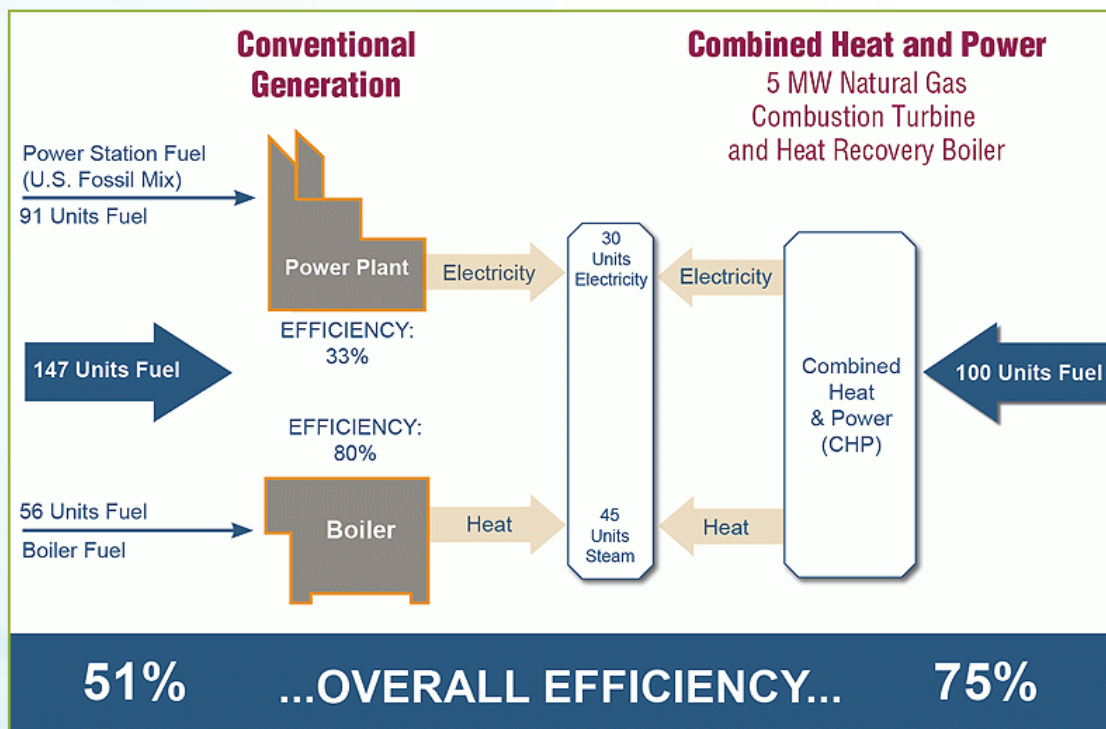 Conventional
Generation
Combined Heat and Power
5 MW Natural Gas
Combustion Turbine
and Heat Recovery Boiler
Power Station Fuel
(U.S. Fossil Mix)
91 Units Fuel
Power Plant
Electricity
30
Units
Electricity
Electricity
EFFICIENCY:
33%
147 Units Fuel
Combined
Heat
& Power
(CHP)
100 Units Fuel
EFFICIENCY:
80%
56 Units Fuel
Boiler Fuel
Boiler
Heat
45
Units
Steam
Heat
51% ...OVERALL EFFICIENCY... 75%